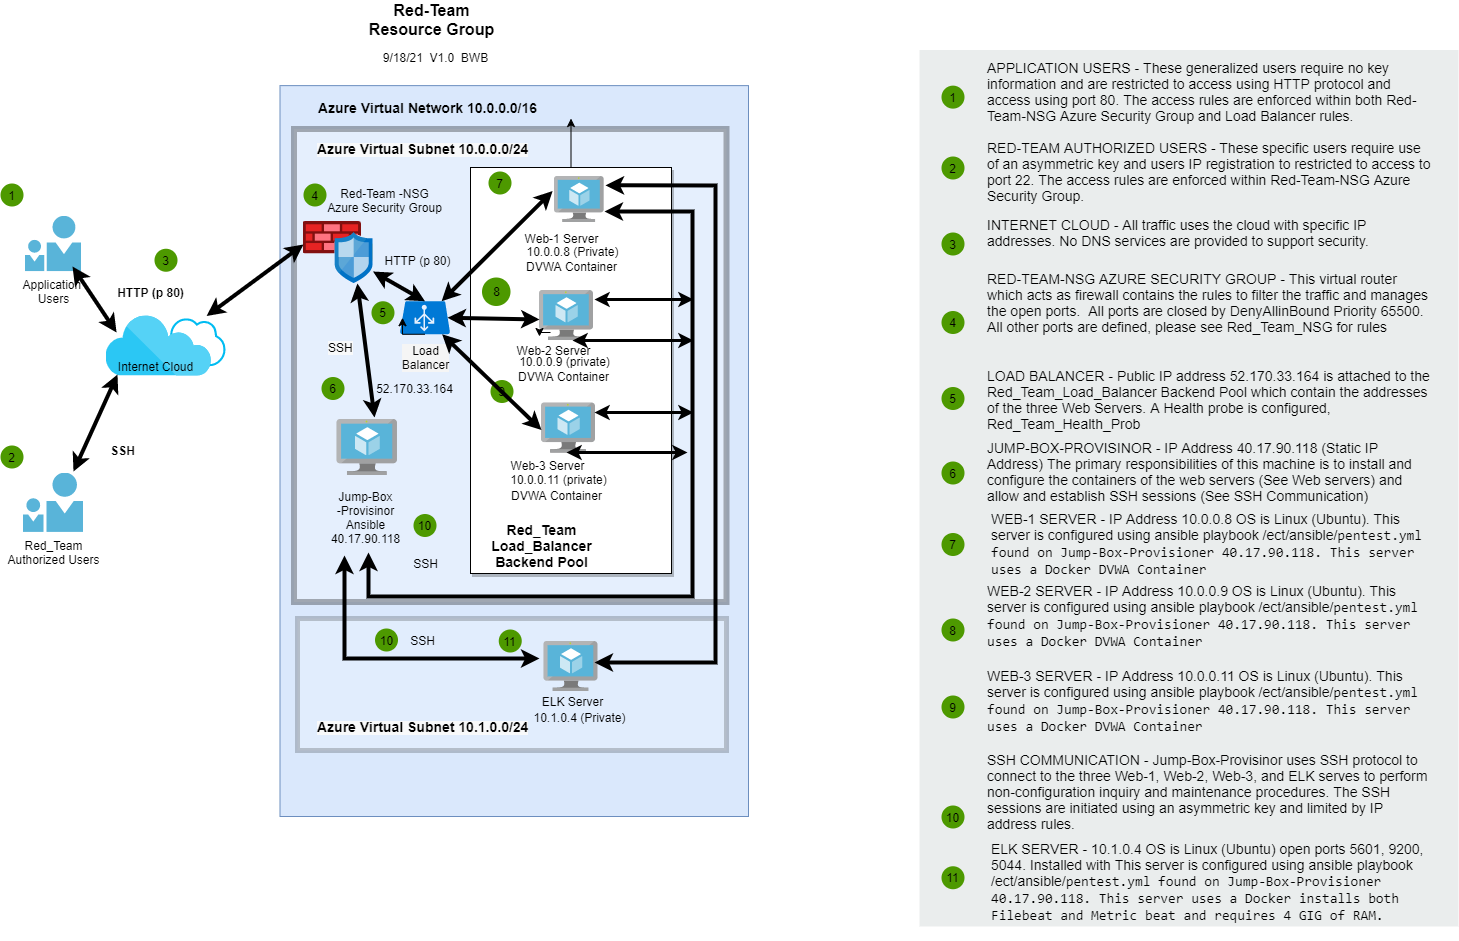 Red-Team
Resource Group
9/18/21 V1.0 BWB
Azure Virtual Network 10.0.0.0/16
Azure Virtual Subnet 10.0.0.0/24
1
Application
Users
3
HTTP (p 80)
Internet Cloud
SSH
2
Red_Team
Authorized Users
4
Red-Team -NSG
Azure Security Group
HTTP (p 80)
5
Load
Balancer
52.170.33.164
SSH
6
Jump-Box
-Provisinor
Ansible
40.17.90.118
10
SSH
7
Web-1 Server
10.0.0.8 (Private)
DVWA Container
8
Web-2 Server
10.0.0.9 (private)
DVWA Container
9
Web-3 Server
10.0.0.11 (private)
DVWA Container
Red_Team
Load_Balancer
Backend Pool
10
SSH
11
ELK Server
10.1.0.4 (Private)
Azure Virtual Subnet 10.1.0.0/24
1
APPLICATION USERS - These generalized users require no key
information and are restricted to access using HTTP protocol and
access using port 80. The access rules are enforced within both Red-
Team-NSG Azure Security Group and Load Balancer rules.
2
RED-TEAM AUTHORIZED USERS - These specific users require use
of an asymmetric key and users IP registration to restricted to access to
port 22. The access rules are enforced within Red-Team-NSG Azure
Security Group.
3
INTERNET CLOUD - All traffic uses the cloud with specific IP
addresses. No DNS services are provided to support security.
4
RED-TEAM-NSG AZURE SECURITY GROUP - This virtual router
which acts as firewall contains the rules to filter the traffic and manages
the open ports. All ports are closed by DenyAllinBound Priority 65500.
All other ports are defined, please see Red_Team_NSG for rules
5
LOAD BALANCER - Public IP address 52.170.33.164 is attached to the
Red_Team_Load_Balancer Backend Pool which contain the addresses
of the three Web Servers. A Health probe is configured,
Red_Team_Health_Prob
6
JUMP-BOX-PROVISINOR - IP Address 40.17.90.118 (Static IP
Address) The primary responsibilities of this machine is to install and
configure the containers of the web servers (See Web servers) and
allow and establish SSH sessions (See SSH Communication)
7
WEB-1 SERVER - IP Address 10.0.0.8 OS is Linux (Ubuntu). This
server is configured using ansible playbook /ect/ansible/pentest.yml
found on Jump-Box-Provisioner 40.17.90.118. This server
uses a Docker DVWA Container
8
WEB-2 SERVER - IP Address 10.0.0.9 OS is Linux (Ubuntu). This
server is configured using ansible playbook /ect/ansible/pentest.yml
found on Jump-Box-Provisioner 40.17.90.118. This server
uses a Docker DVWA Container
9
WEB-3 SERVER - IP Address 10.0.0.11 OS is Linux (Ubuntu). This
server is configured using ansible playbook /ect/ansible/pentest.yml
found on Jump-Box-Provisioner 40.17.90.118. This server
uses a Docker DVWA Container
10
SSH COMMUNICATION - Jump-Box-Provisinor uses SSH protocol to
connect to the three Web-1, Web-2, Web-3, and ELK serves to perform
non-configuration inquiry and maintenance procedures. The SSH
sessions are initiated using an asymmetric key and limited by IP
address rules.
11
ELK SERVER - 10.1.0.4 OS is Linux (Ubuntu) open ports 5601, 9200,
5044. Installed with This server is configured using ansible playbook
/ect/ansible/pentest.yml found on Jump-Box-Provisioner
40.17.90.118. This server uses a Docker installs both
Filebeat and Metric beat and requires 4 GIG of RAM.